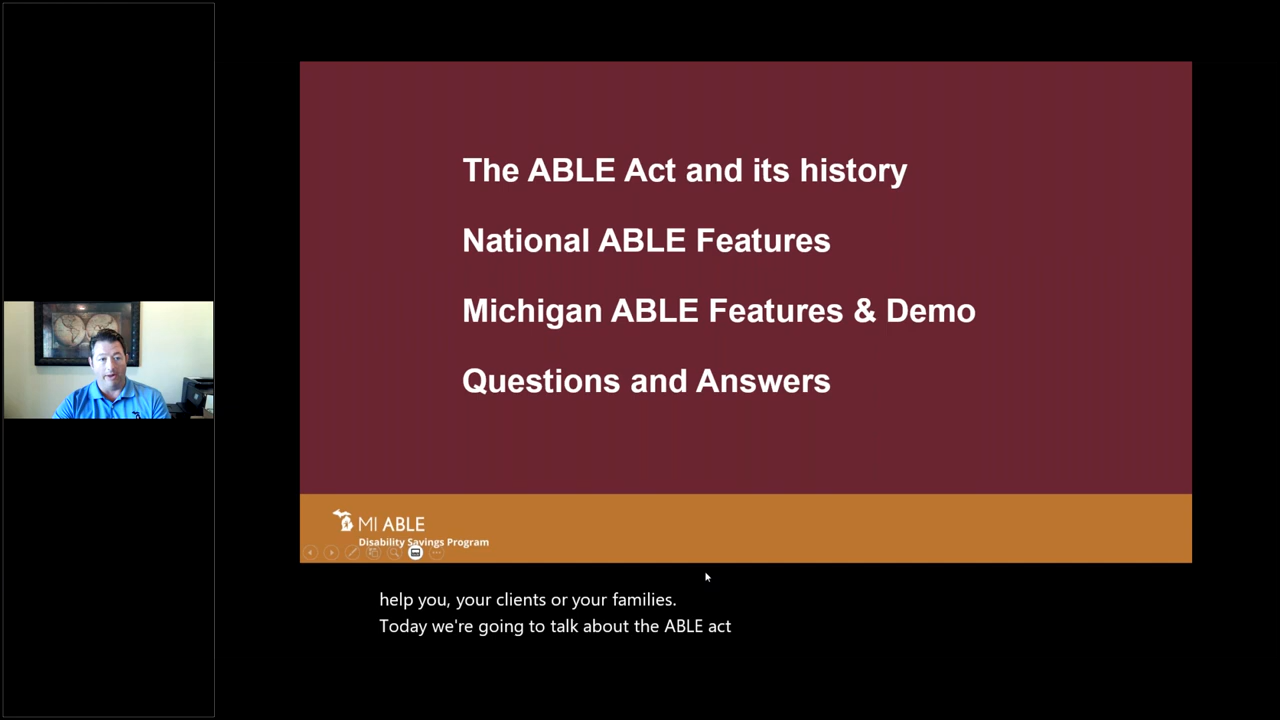 The ABLE Act and its history
National ABLE Features
Michigan ABLE Features & Demo
Questions and Answers
MI ABLE
Disability Savings Program
help you, your clients or your families.
Today we're going to talk about the ABLE act